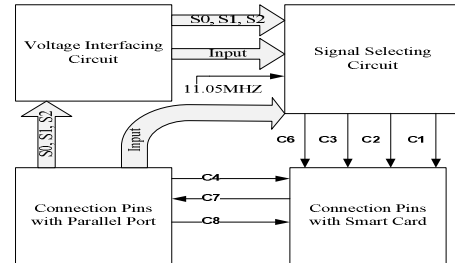 S0, S1, S2
Voltage Interfacing
Circuit
Input
Signal Selecting
Circuit
11.05MHZ
S0, S1, S2
Input
C6
C3
C2
C1
Connection Pins
with Parallel Port
C4
C7
C8
Connection Pins
with Smart Card